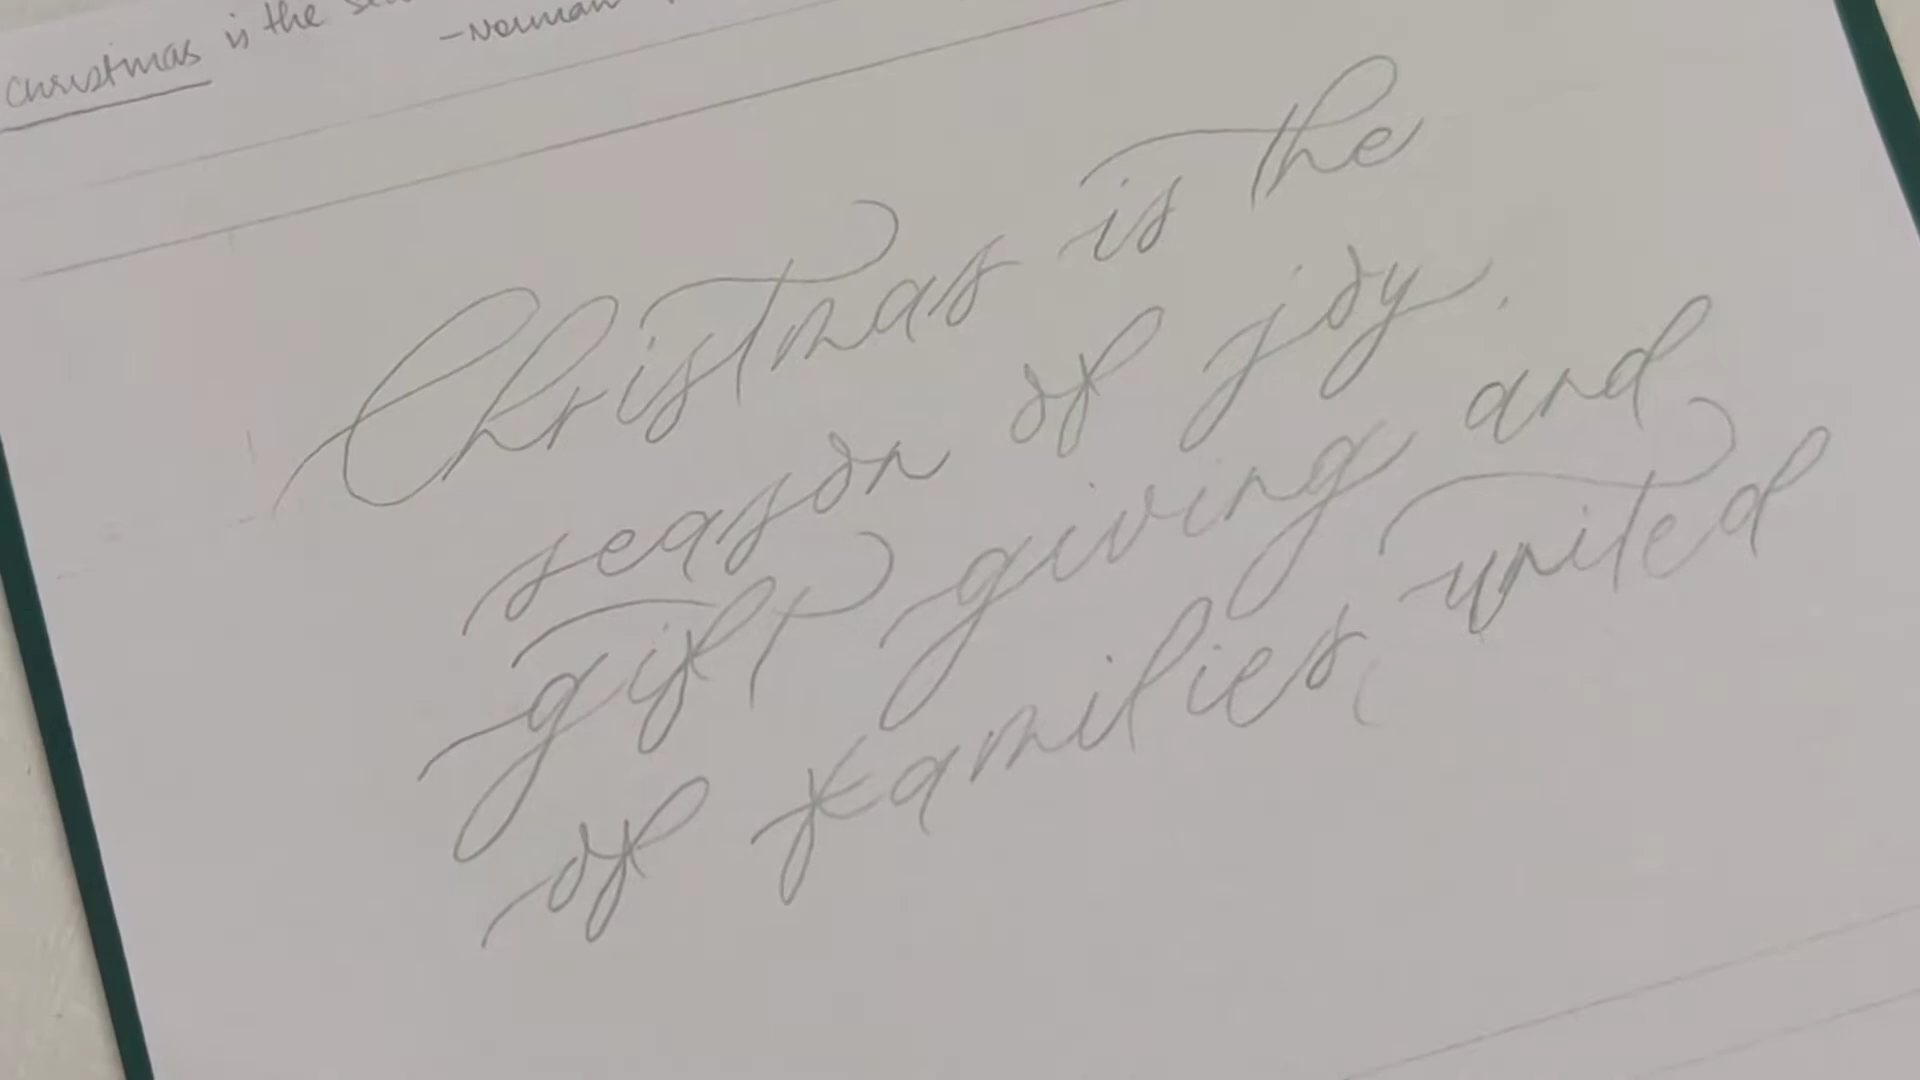 Christmas is the
-Norman
Christmas is the
season of joy,
gift giving and
of families united